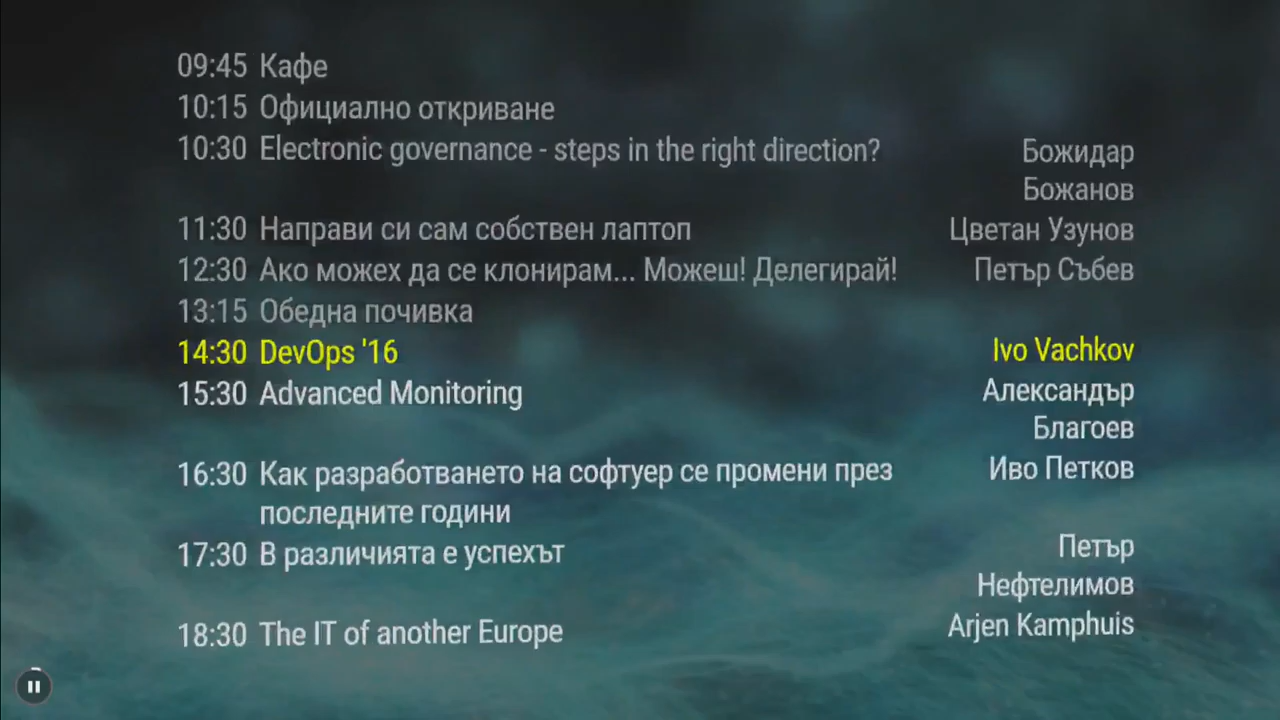 09:45 Кафе
10:15 Официално откриване
10:30 Electronic governance - steps in the right direction? Божидар
Божанов
11:30 Направи си сам собствен лаптоп Цветан Узунов
12:30 Ако можех да се клонирам... Можеш! Делегирай! Петър Събев
13:15 Обедна почивка
14:30 DevOps '16 Ivo Vachkov
15:30 Advanced Monitoring Александър
Благоев
16:30 Как разработването на софтуер се промени през Иво Петков
последните години
17:30 В различията е успехът Петър
Нефтелимов
18:30 The IT of another Europe Arjen Kamphuis